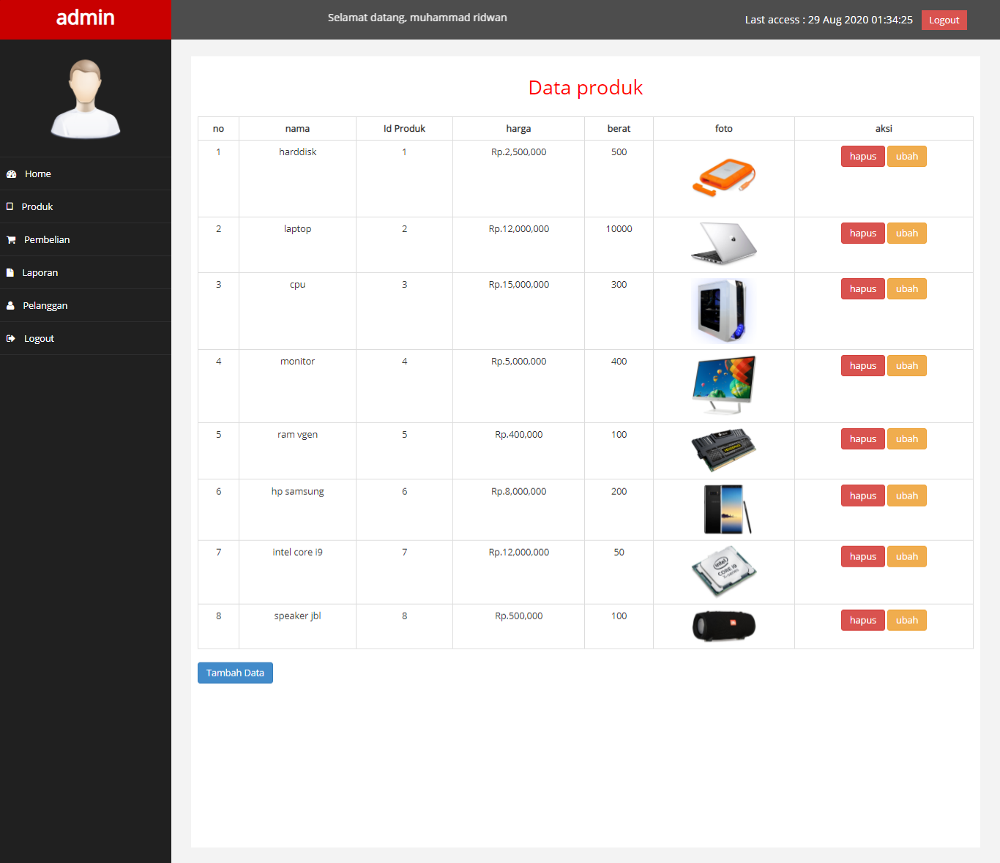 admin
Selamat datang, muhammad ridwan
Last access : 29 Aug 2020 01:34:25 Logout
Home
Produk
Pembelian
Laporan
Pelanggan
Logout
Data produk
no nama Id Produk harga berat foto aksi
1 harddisk 1 Rp.2,500,000 500 hapus ubah
2 laptop 2 Rp.12,000,000 10000 hapus ubah
3 cpu 3 Rp.15,000,000 300 hapus ubah
4 monitor 4 Rp.5,000,000 400 hapus ubah
5 ram vgen 5 Rp.400,000 100 hapus ubah
6 hp samsung 6 Rp.8,000,000 200 hapus ubah
7 intel core i9 7 Rp.12,000,000 50 hapus ubah
intel
CORE i9
X-series
8 speaker jbl 8 Rp.500,000 100 hapus ubah
Tambah Data